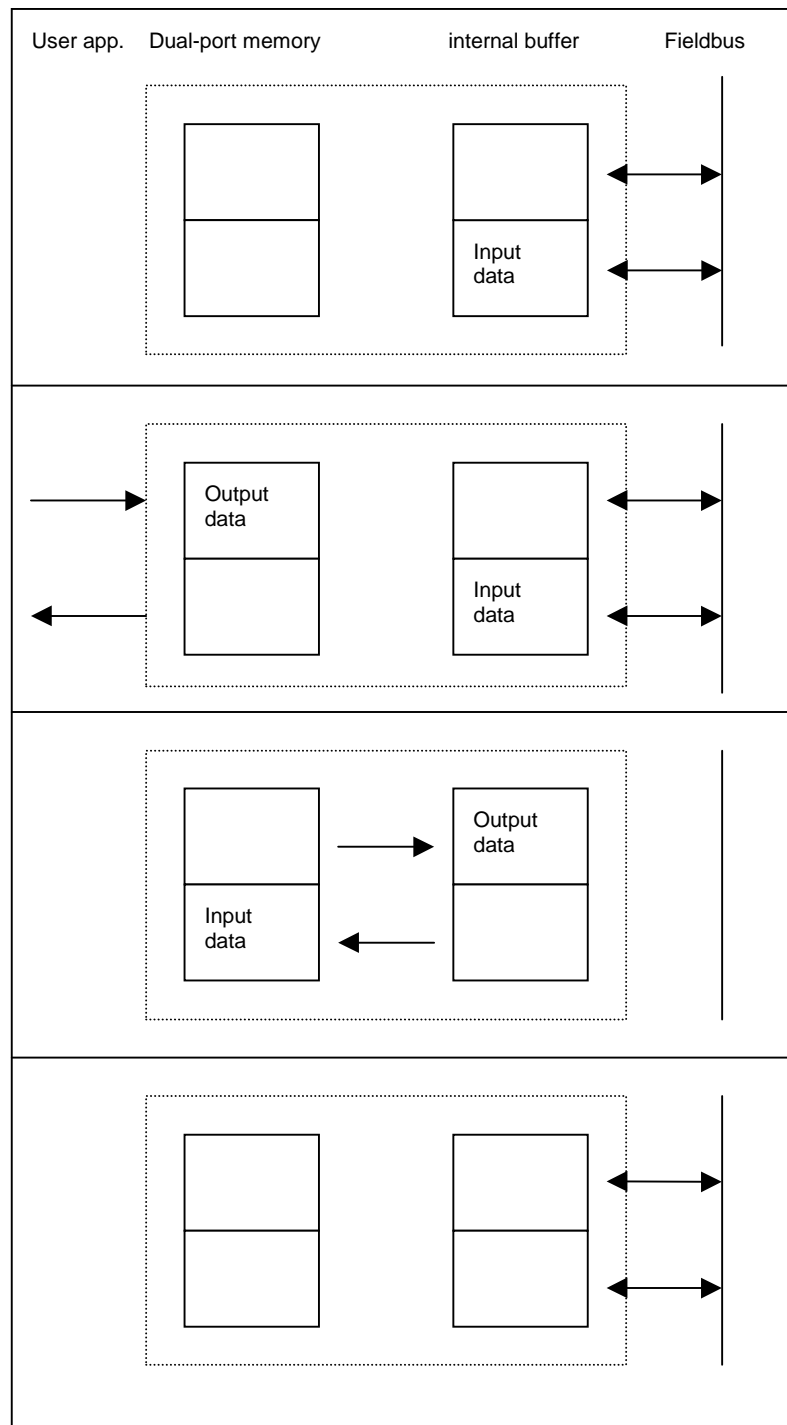 User app. Dual-port memory internal buffer Fieldbus
Input
data
Output
data
Input
data
Output
data
Input
data